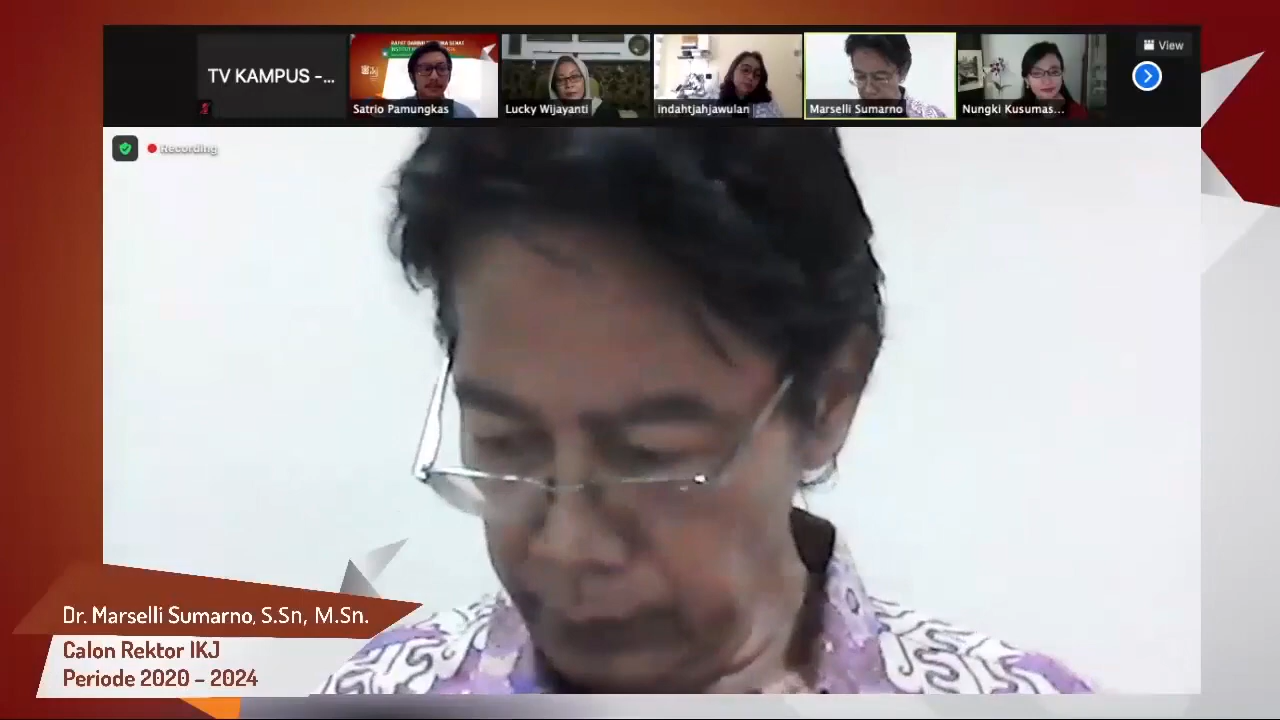 TV KAMPUS -...
Satrio Pamungkas
Lucky Wijayanti
indahtjahjawulan
Marselli Sumarno
Nungki Kusumas...
View
Recording
Dr. Marselli Sumarno, S.Sn, M.Sn.
Calon Rektor IKJ
Periode 2020 – 2024